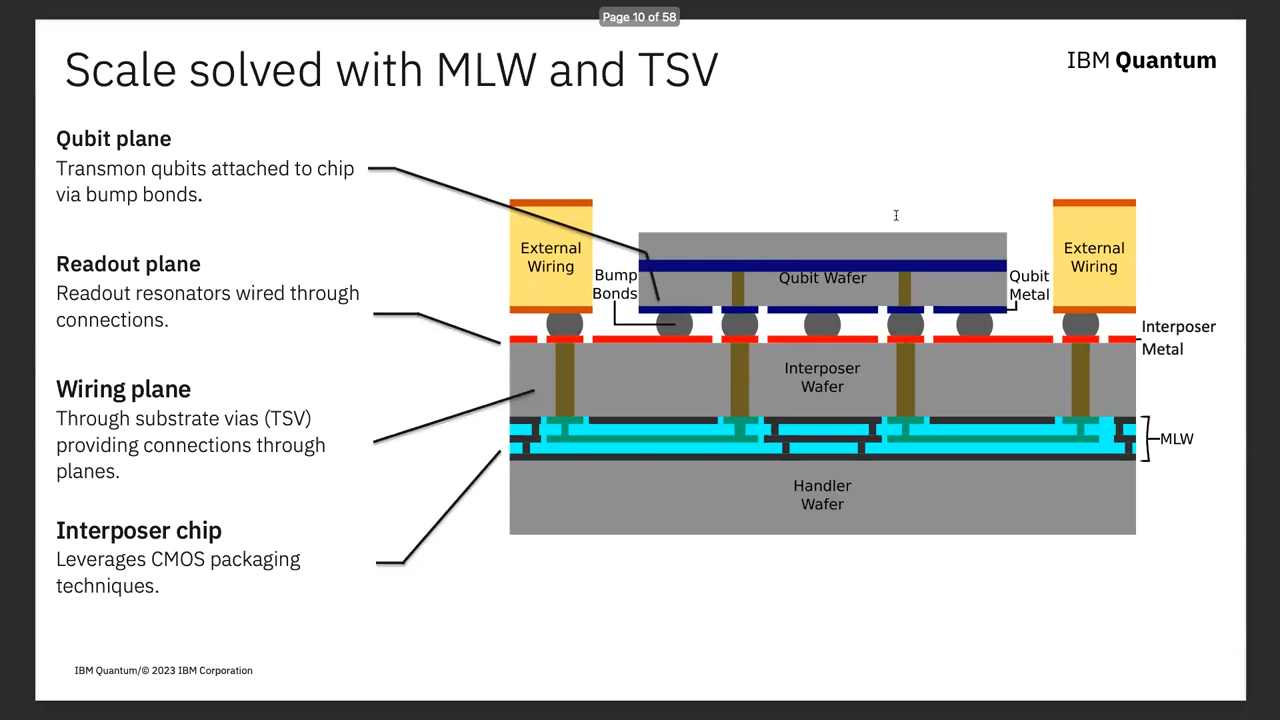 Page 10 of 58
Scale solved with MLW and TSV
IBM Quantum
Qubit plane
Transmon qubits attached to chip
via bump bonds.
Readout plane
Readout resonators wired through
connections.
Wiring plane
Through substrate vias (TSV)
providing connections through
planes.
Interposer chip
Leverages CMOS packaging
techniques.
External
Wiring
Bump
Bonds
Qubit Wafer
Qubit
Metal
External
Wiring
Interposer
Metal
Interposer
Wafer
MLW
Handler
Wafer
IBM Quantum/© 2023 IBM Corporation